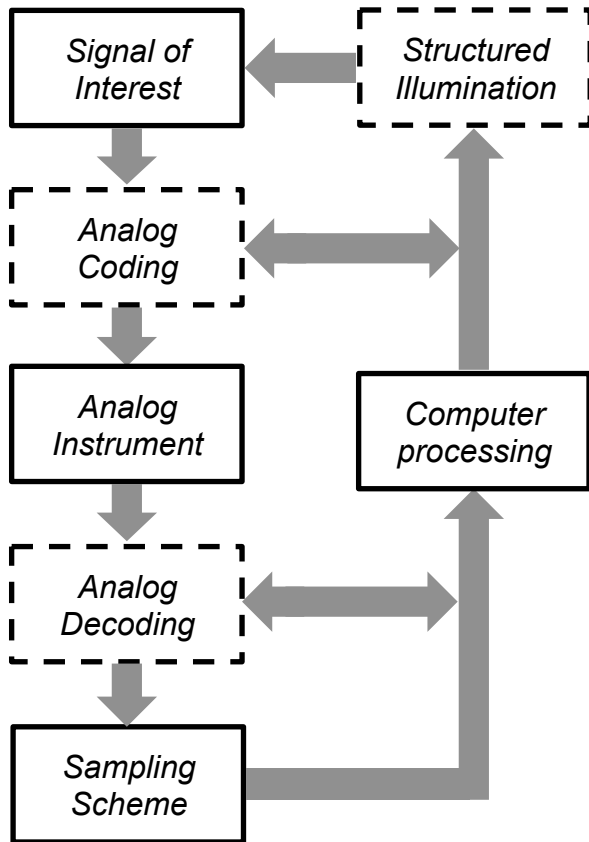 Signal of
Interest
Structured
Illumination
Analog
Coding
Analog
Instrument
Computer
processing
Analog
Decoding
Sampling
Scheme